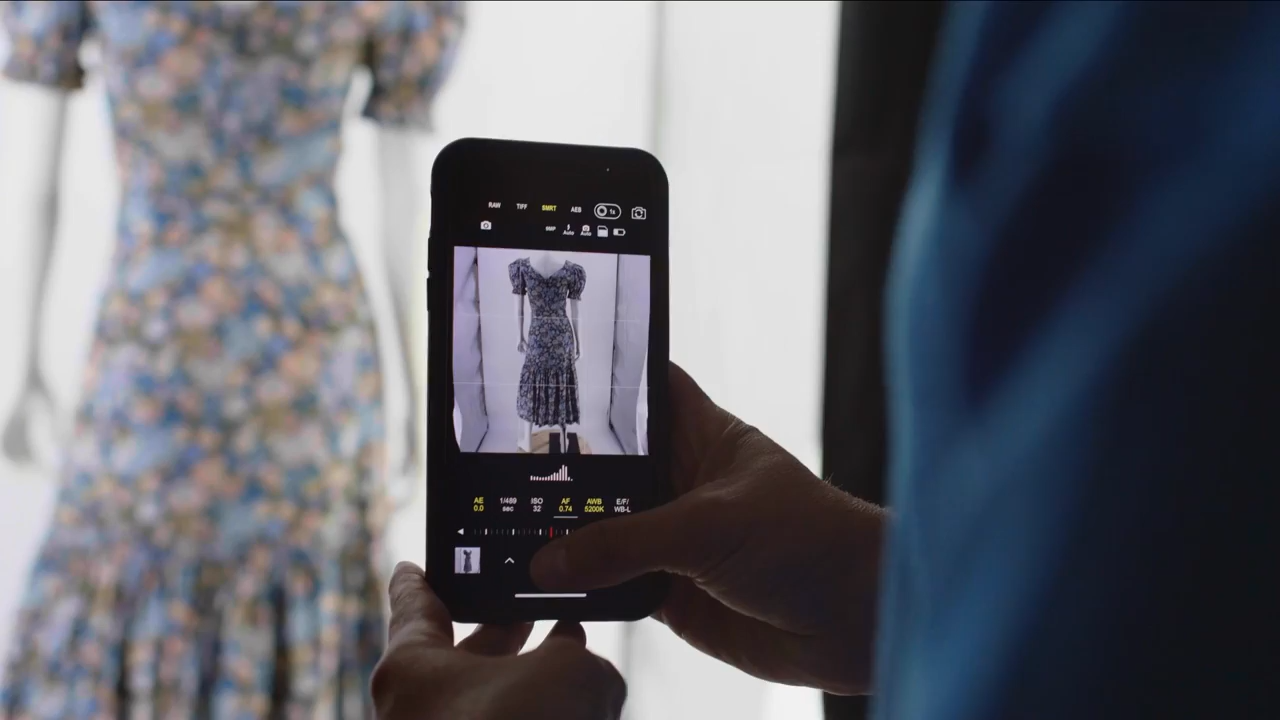 RAW TIFF SMRT AEB 1x
8MP Auto Auto
AE 1/489 ISO AF AWB E/F/
0.0 sec 32 0.74 5200K WB-L